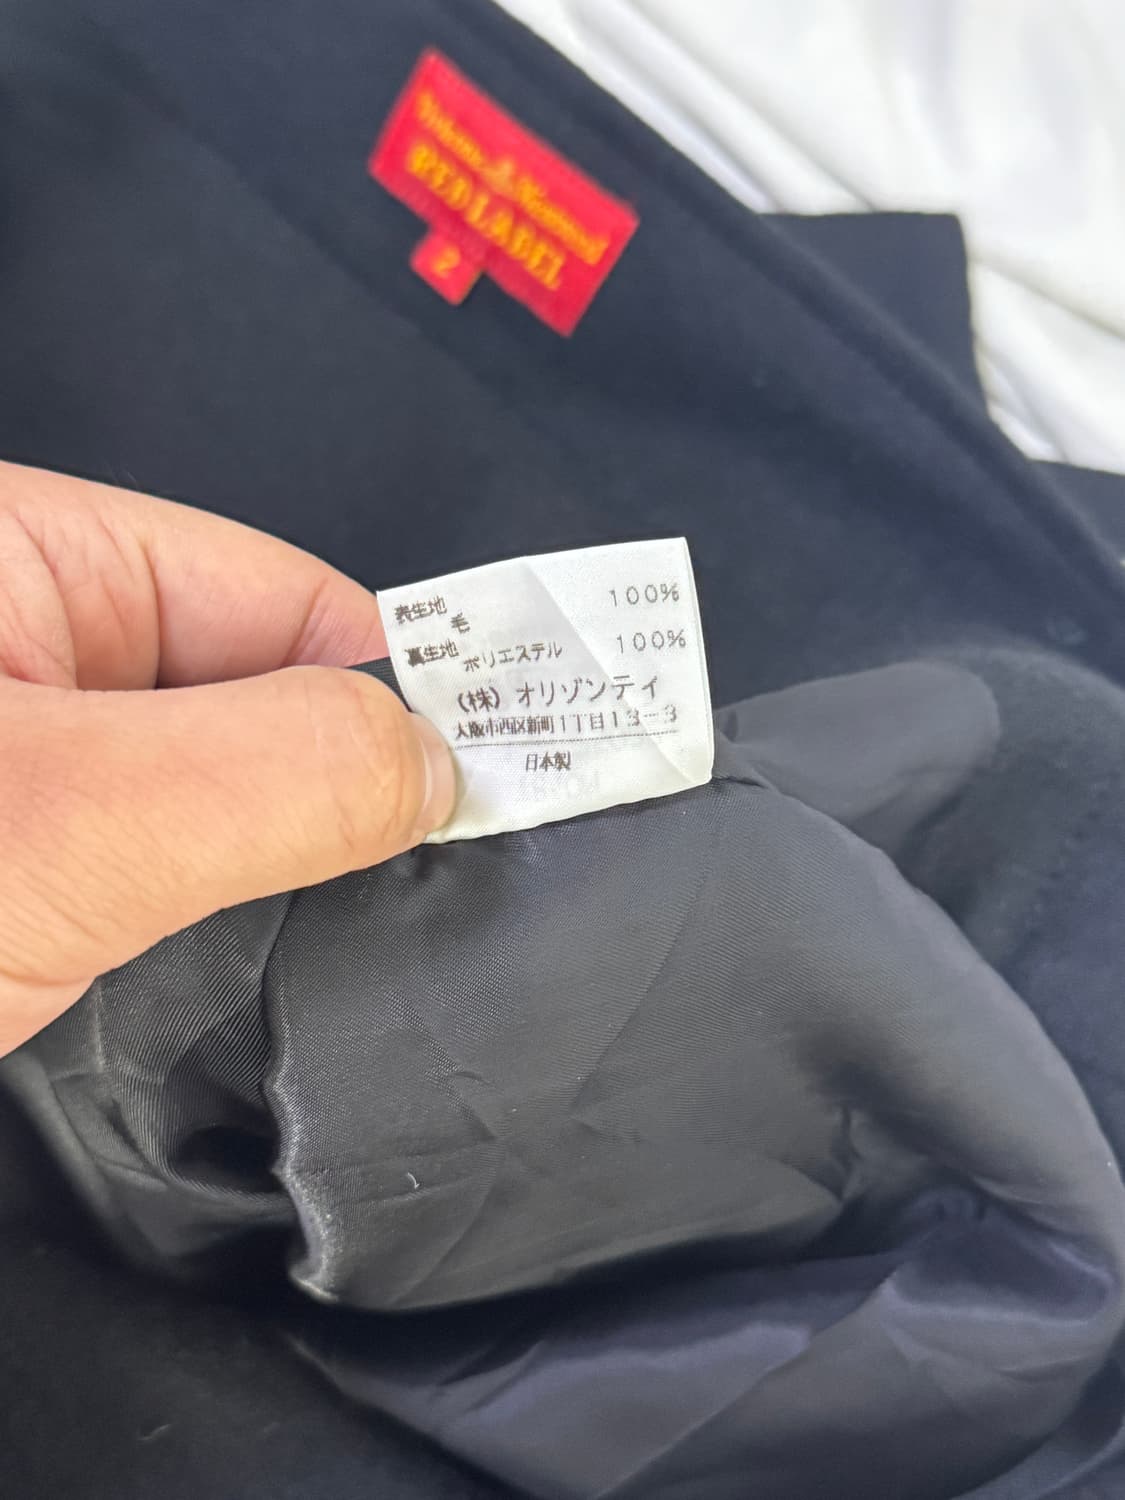 Vivienne Westwood
RED LABEL
2
表生地 100%
毛
裏生地 100%
ポリエステル
(株) オリゾンティ
大阪市西区新町1丁目13-3
日本製